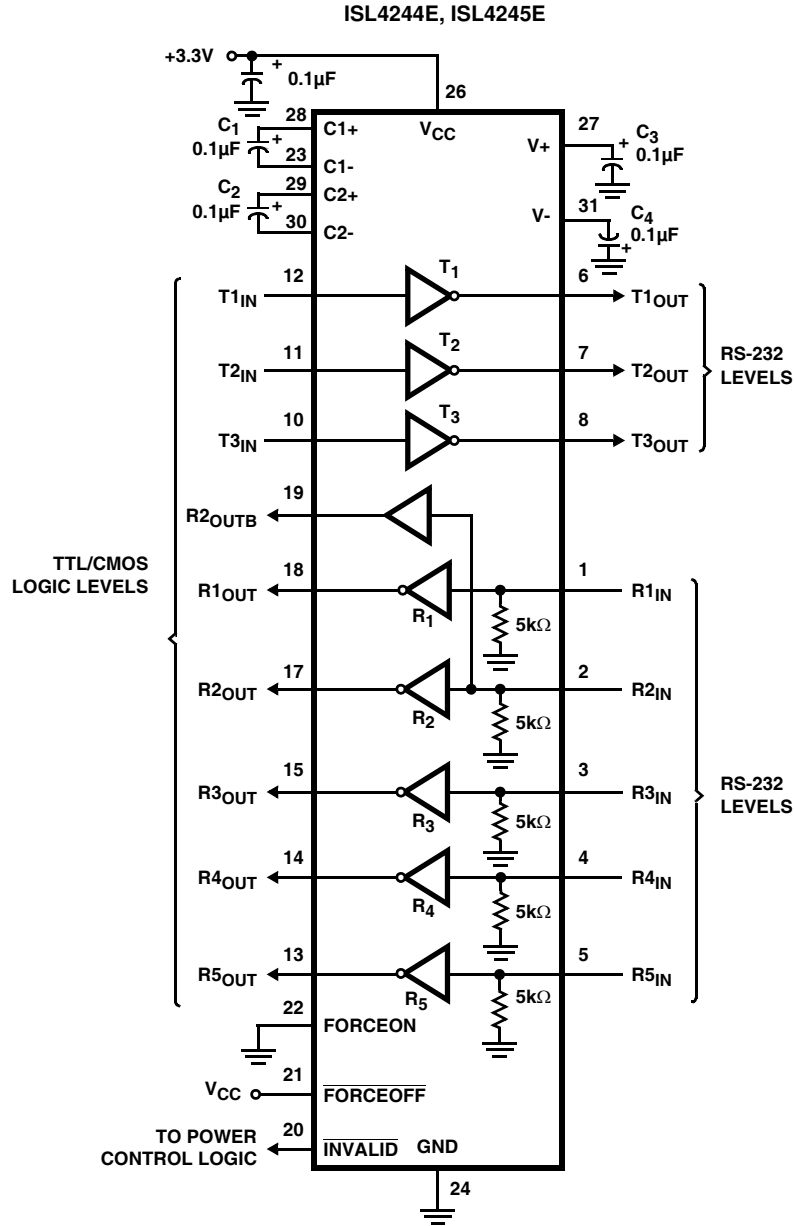 ISL4244E, ISL4245E
+3.3V
+
0.1µF
26
28
C1
0.1µF
+
C1+
VCC
27
V+
+
C3
0.1µF
23
C1-
29
C2
0.1µF
+
C2+
30
C2-
31
V-
C4
0.1µF
+
12
T1IN
T1
6
T1OUT
11
T2IN
T2
7
T2OUT
RS-232
LEVELS
10
T3IN
T3
8
T3OUT
19
R2OUTB
TTL/CMOS
LOGIC LEVELS
18
R1OUT
R1
5kΩ
1
R1IN
17
R2OUT
R2
5kΩ
2
R2IN
15
R3OUT
R3
5kΩ
3
R3IN
RS-232
LEVELS
14
R4OUT
R4
5kΩ
4
R4IN
13
R5OUT
R5
5kΩ
5
R5IN
22
FORCEON
21
VCC
FORCEOFF
20
TO POWER
CONTROL LOGIC
INVALID
GND
24